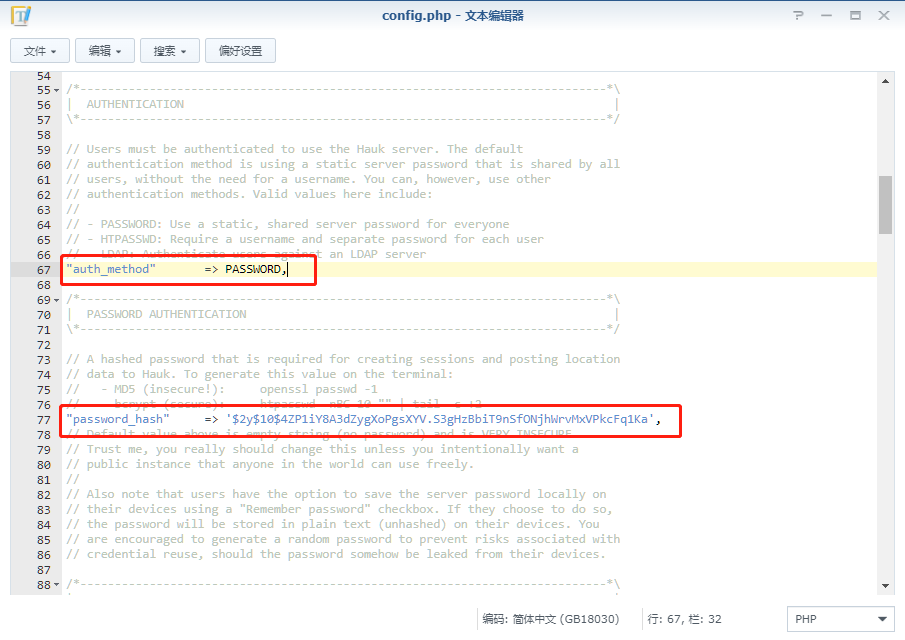 config.php - 文本编辑器
文件 编辑 搜索 偏好设置
54
55 /*-----------------------------------------------------------------------------*\
56 | AUTHENTICATION |
57 \*-----------------------------------------------------------------------------*/
58
59 // Users must be authenticated to use the Hauk server. The default
60 // authentication method is using a static server password that is shared by all
61 // users, without the need for a username. You can, however, use other
62 // authentication methods. Valid values here include:
63 //
64 // - PASSWORD: Use a static, shared server password for everyone
65 // - HTPASSWD: Require a username and separate password for each user
66 // - LDAP: Authenticate users against an LDAP server
67 "auth_method" => PASSWORD,
68
69 /*-----------------------------------------------------------------------------*\
70 | PASSWORD AUTHENTICATION |
71 \*-----------------------------------------------------------------------------*/
72
73 // A hashed password that is required for creating sessions and posting location
74 // data to Hauk. To generate this value on the terminal:
75 // - MD5 (insecure!): openssl passwd -1
76 // - bcrypt (secure): htpasswd -nBC 10 "" | tail -c +2
77 "password_hash" => '$2y$10$4ZP1iY8A3dZygXoPgsXYV.S3gHzBbiT9nSfONjhWrvMxVPkcFq1Ka',
78 // Default value above is empty string (no password) and is VERY INSECURE.
79 // Trust me, you really should change this unless you intentionally want a
80 // public instance that anyone in the world can use freely.
81 //
82 // Also note that users have the option to save the server password locally on
83 // their devices using a "Remember password" checkbox. If they choose to do so,
84 // the password will be stored in plain text (unhashed) on their devices. You
85 // are encouraged to generate a random password to prevent risks associated with
86 // credential reuse, should the password somehow be leaked from their devices.
87
88 /*-----------------------------------------------------------------------------*\
编码: 简体中文 (GB18030) 行: 67, 栏: 32 PHP